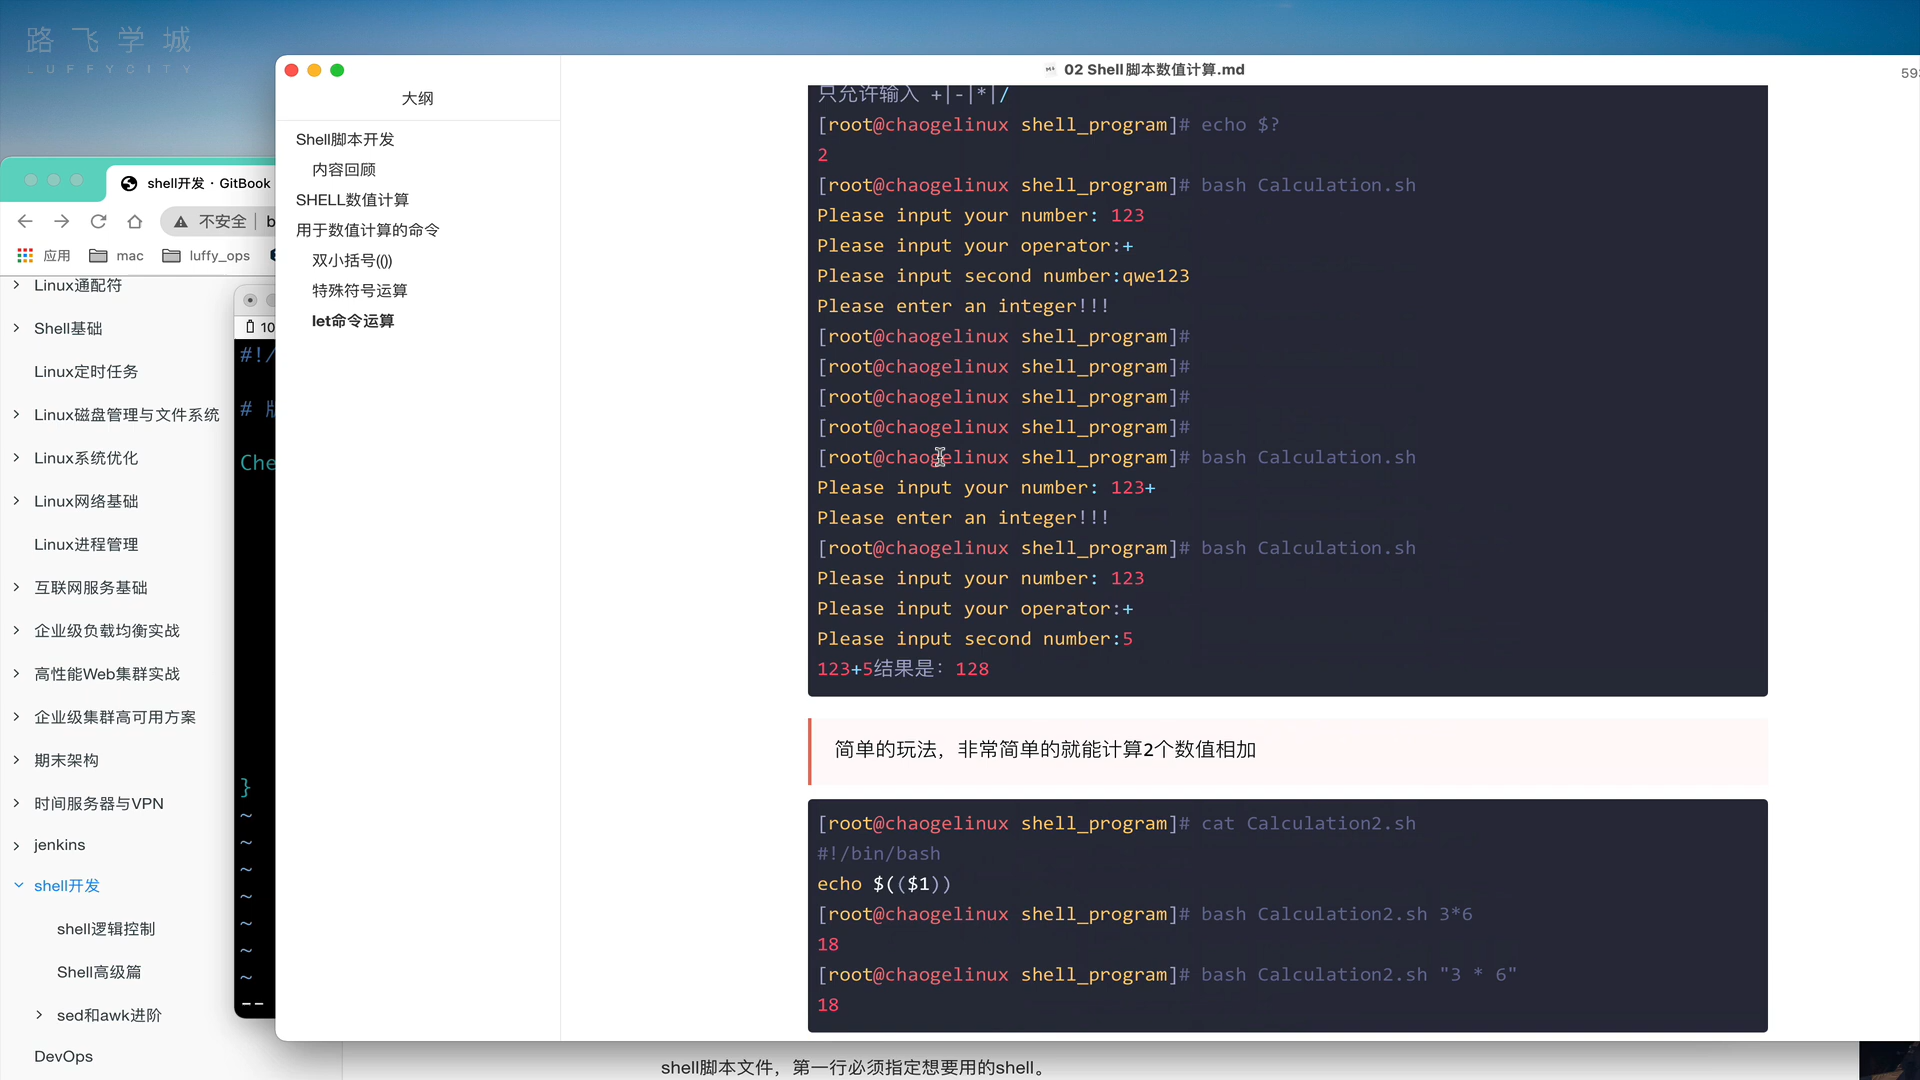 路飞学城
LUFFYCITY
02 Shell脚本数值计算.md
大纲
Shell脚本开发
内容回顾
SHELL数值计算
用于数值计算的命令
双小括号(())
特殊符号运算
let命令运算
shell开发 · GitBook
不安全
应用
mac
luffy_ops
Linux通配符
Shell基础
Linux定时任务
Linux磁盘管理与文件系统
Linux系统优化
Linux网络基础
Linux进程管理
互联网服务基础
企业级负载均衡实战
高性能Web集群实战
企业级集群高可用方案
期末架构
时间服务器与VPN
jenkins
shell开发
shell逻辑控制
Shell高级篇
sed和awk进阶
DevOps
#!/
#
Che
}
~
~
~
~
~
~
~
--
只允许输入 +|-|*|/
[root@chaogelinux shell_program]# echo $?
2
[root@chaogelinux shell_program]# bash Calculation.sh
Please input your number: 123
Please input your operator:+
Please input second number:qwe123
Please enter an integer!!!
[root@chaogelinux shell_program]#
[root@chaogelinux shell_program]#
[root@chaogelinux shell_program]#
[root@chaogelinux shell_program]#
[root@chaogelinux shell_program]# bash Calculation.sh
Please input your number: 123+
Please enter an integer!!!
[root@chaogelinux shell_program]# bash Calculation.sh
Please input your number: 123
Please input your operator:+
Please input second number:5
123+5结果是：128
简单的玩法，非常简单的就能计算2个数值相加
[root@chaogelinux shell_program]# cat Calculation2.sh
#!/bin/bash
echo $(($1))
[root@chaogelinux shell_program]# bash Calculation2.sh 3*6
18
[root@chaogelinux shell_program]# bash Calculation2.sh "3 * 6"
18
shell脚本文件，第一行必须指定想要用的shell。